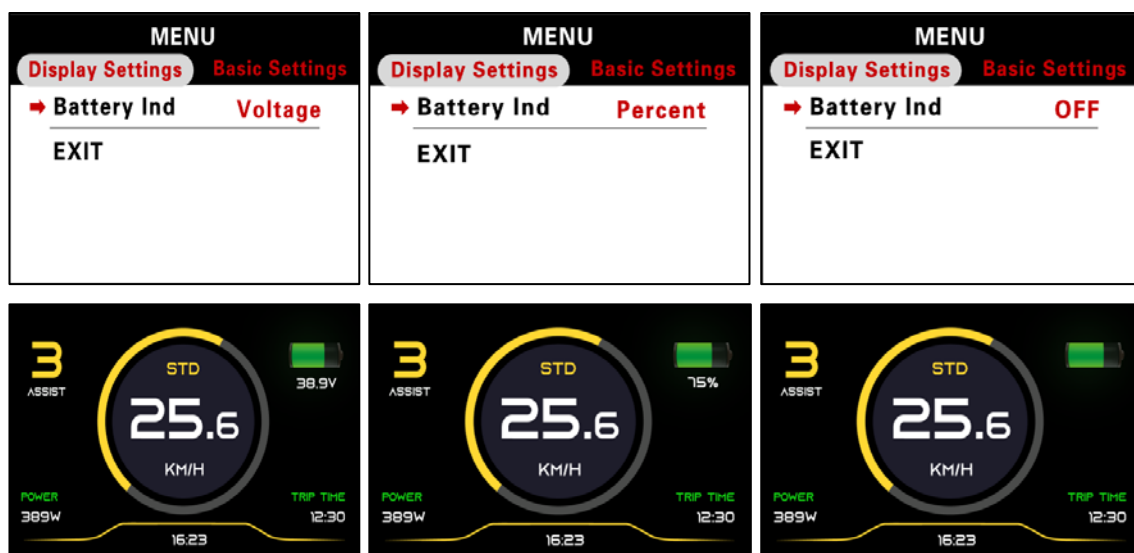 MENU
Display Settings Basic Settings
Battery Ind Voltage
EXIT
MENU
Display Settings Basic Settings
Battery Ind Percent
EXIT
MENU
Display Settings Basic Settings
Battery Ind OFF
EXIT
3
ASSIST
STD
25.6
KM/H
38.9V
POWER
389W
TRIP TIME
12:30
16:23
3
ASSIST
STD
25.6
KM/H
75%
POWER
389W
TRIP TIME
12:30
16:23
3
ASSIST
STD
25.6
KM/H
POWER
389W
TRIP TIME
12:30
16:23